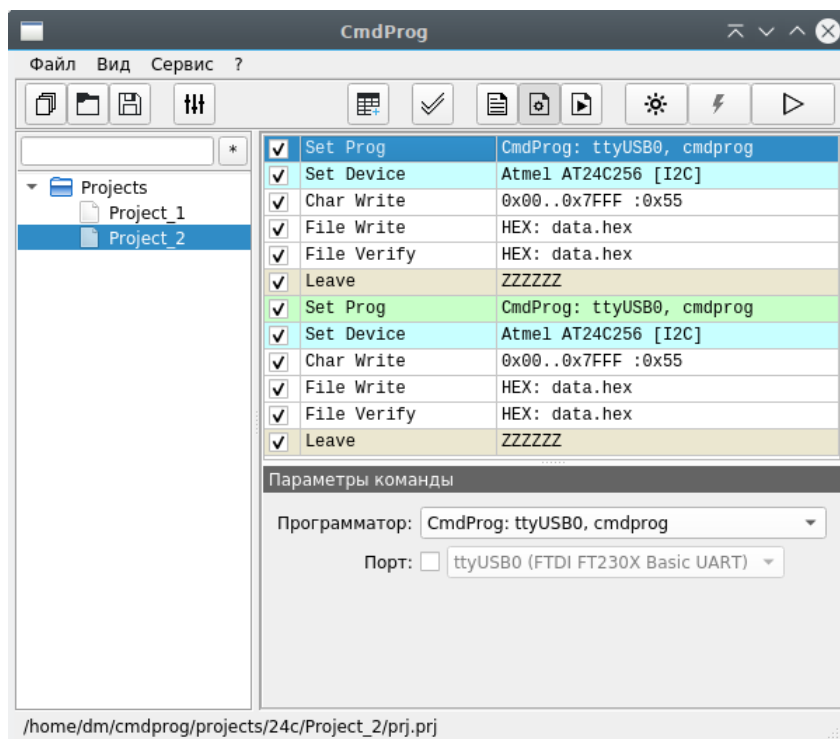 CmdProg
Файл Вид Сервис ?
*
Projects
Project_1
Project_2
Set Prog CmdProg: ttyUSB0, cmdprog
Set Device Atmel AT24C256 [I2C]
Char Write 0x00..0x7FFF :0x55
File Write HEX: data.hex
File Verify HEX: data.hex
Leave ZZZZZZ
Set Prog CmdProg: ttyUSB0, cmdprog
Set Device Atmel AT24C256 [I2C]
Char Write 0x00..0x7FFF :0x55
File Write HEX: data.hex
File Verify HEX: data.hex
Leave ZZZZZZ
Параметры команды
Программатор: CmdProg: ttyUSB0, cmdprog
Порт: ttyUSB0 (FTDI FT230X Basic UART)
/home/dm/cmdprog/projects/24c/Project_2/prj.prj